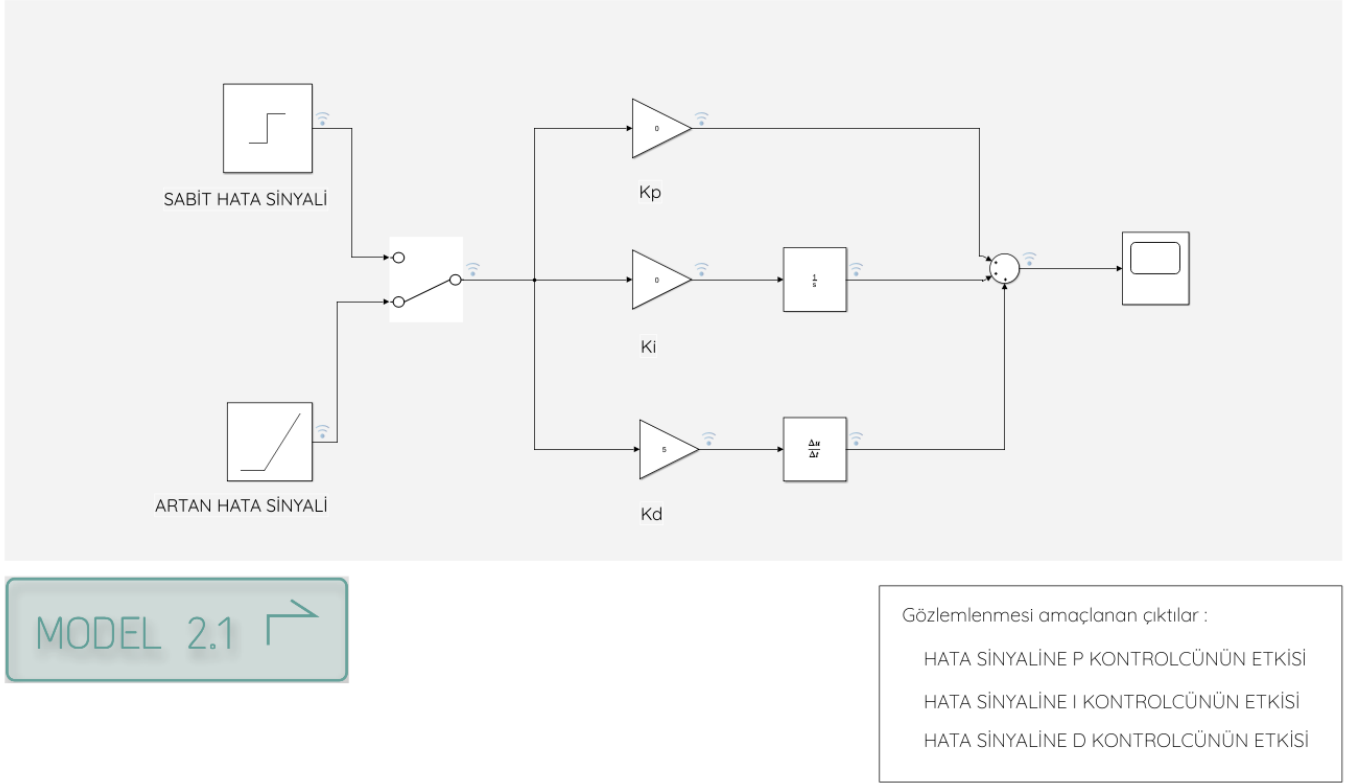 0
SABİT HATA SİNYALİ
Kp
0
1
s
Ki
5
Δu
Δt
ARTAN HATA SİNYALİ
Kd
MODEL 2.1
Gözlemlenmesi amaçlanan çıktılar :
HATA SİNYALİNE P KONTROLCÜNÜN ETKİSİ
HATA SİNYALİNE I KONTROLCÜNÜN ETKİSİ
HATA SİNYALİNE D KONTROLCÜNÜN ETKİSİ